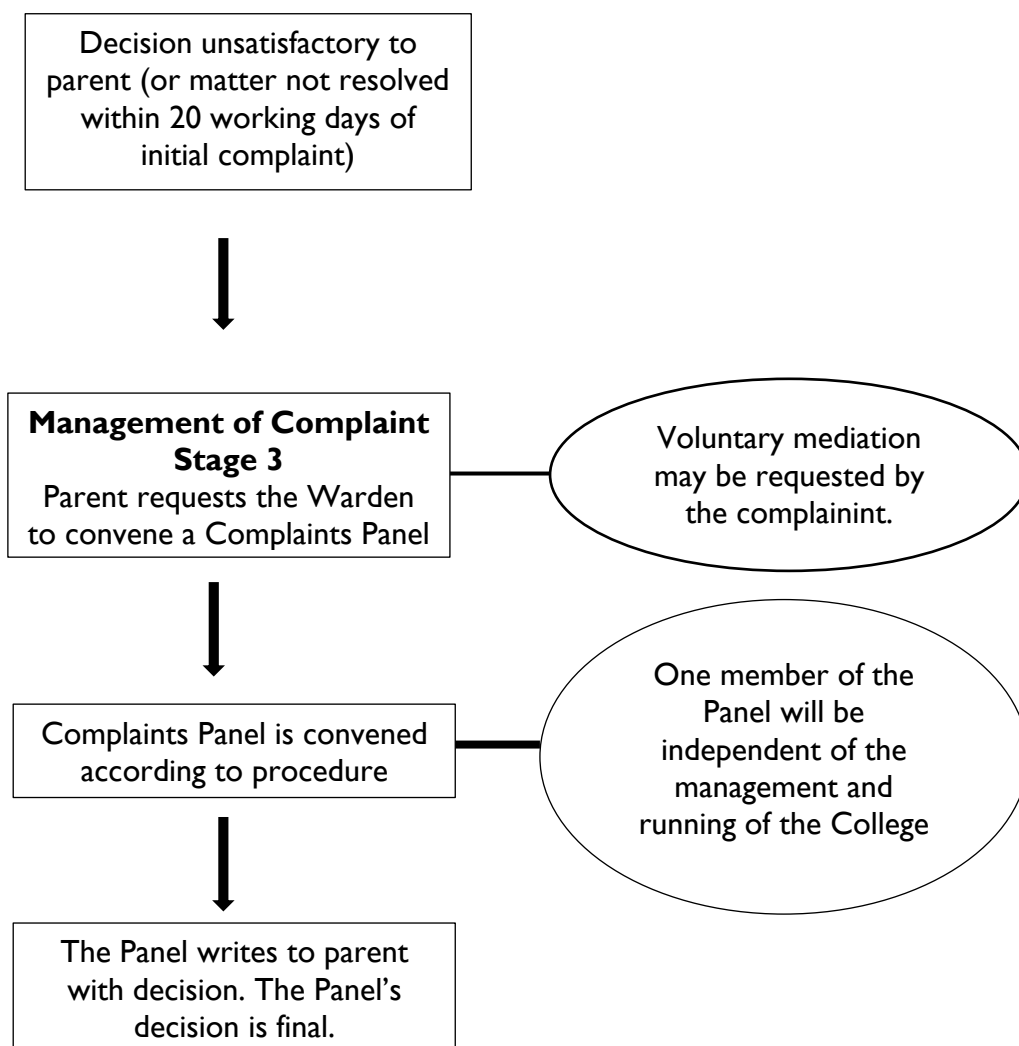 Decision unsatisfactory to
parent (or matter not resolved
within 20 working days of
initial complaint)
Management of Complaint
Stage 3
Parent requests the Warden
to convene a Complaints Panel
Voluntary mediation
may be requested by
the complainint.
Complaints Panel is convened
according to procedure
One member of the
Panel will be
independent of the
management and
running of the College
The Panel writes to parent
with decision. The Panel’s
decision is final.